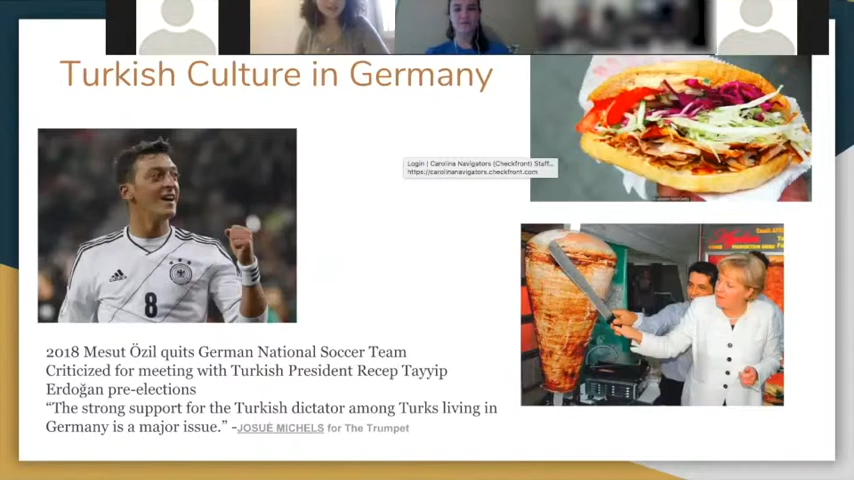 Turkish Culture in Germany
Login | Carolina Navigators (Checkfront) Staff...
https://carolinanavigators.checkfront.com
8
2018 Mesut Özil quits German National Soccer Team
Criticized for meeting with Turkish President Recep Tayyip
Erdoğan pre-elections
“The strong support for the Turkish dictator among Turks living in
Germany is a major issue.” -JOSUÉ MICHELS for The Trumpet